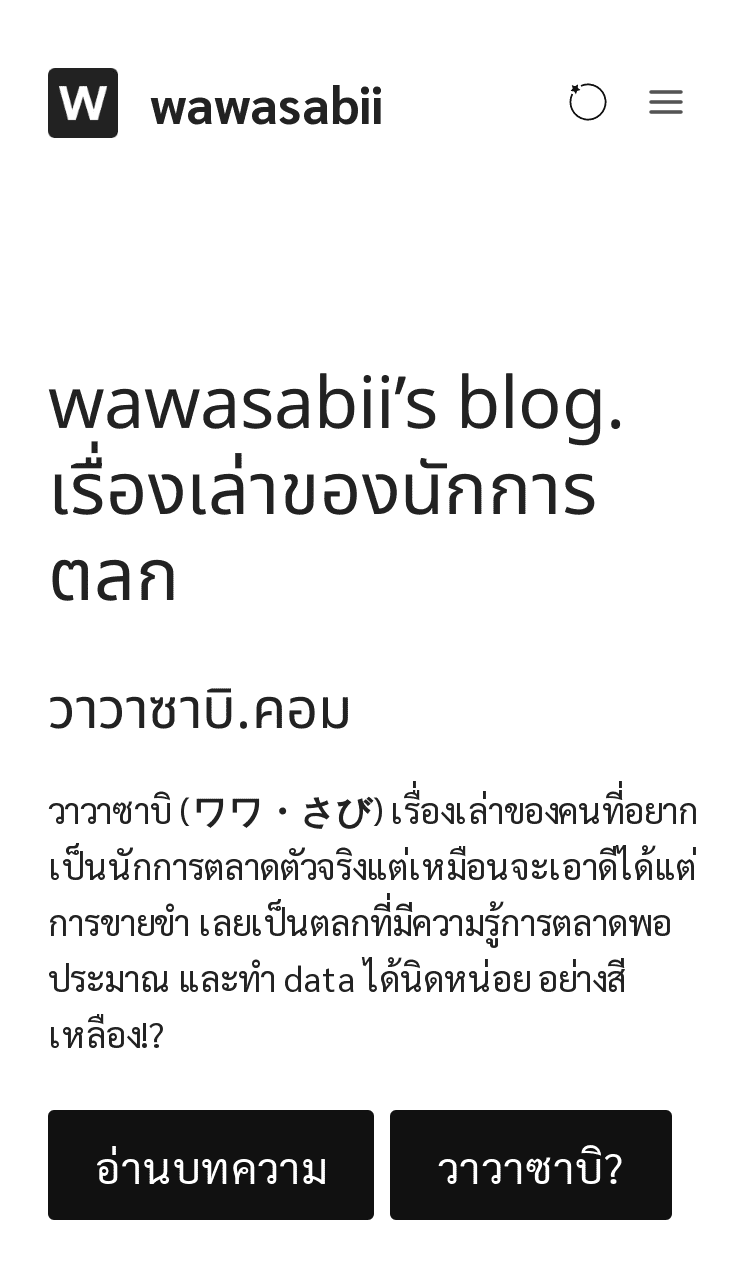 W wawasabii
wawasabii’s blog.
เรื่องเล่าของนักการ
ตลก
วาวาซาบิ.คอม
วาวาซาบิ (ワワ・さび) เรื่องเล่าของคนที่อยาก
เป็นนักการตลาดตัวจริงแต่เหมือนจะเอาดีได้แต่
การขายขำ เลยเป็นตลกที่มีความรู้การตลาดพอ
ประมาณ และทำ data ได้นิดหน่อย อย่างสี
เหลือง!?
อ่านบทความ วาวาซาบิ?